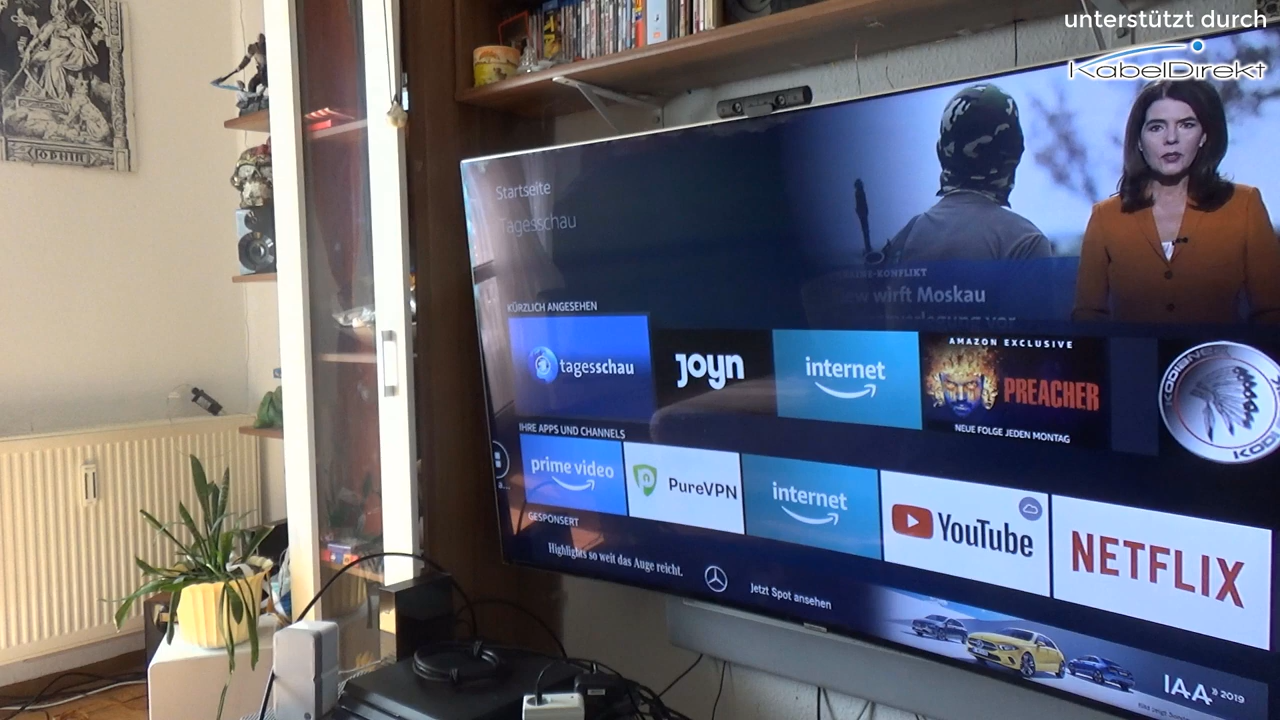 unterstützt durch
KabelDirekt
Startseite
Tagesschau
wirft Moskau
KÜRZLICH ANGESEHEN
tagesschau
JOYN
internet
AMAZON EXCLUSIVE
PREACHER
NEUE FOLGE JEDEN MONTAG
IHRE APPS UND CHANNELS
prime video
PureVPN
internet
YouTube
NETFLIX
GESPONSERT
Highlights so weit das Auge reicht.
Jetzt Spot ansehen
IAA 2019